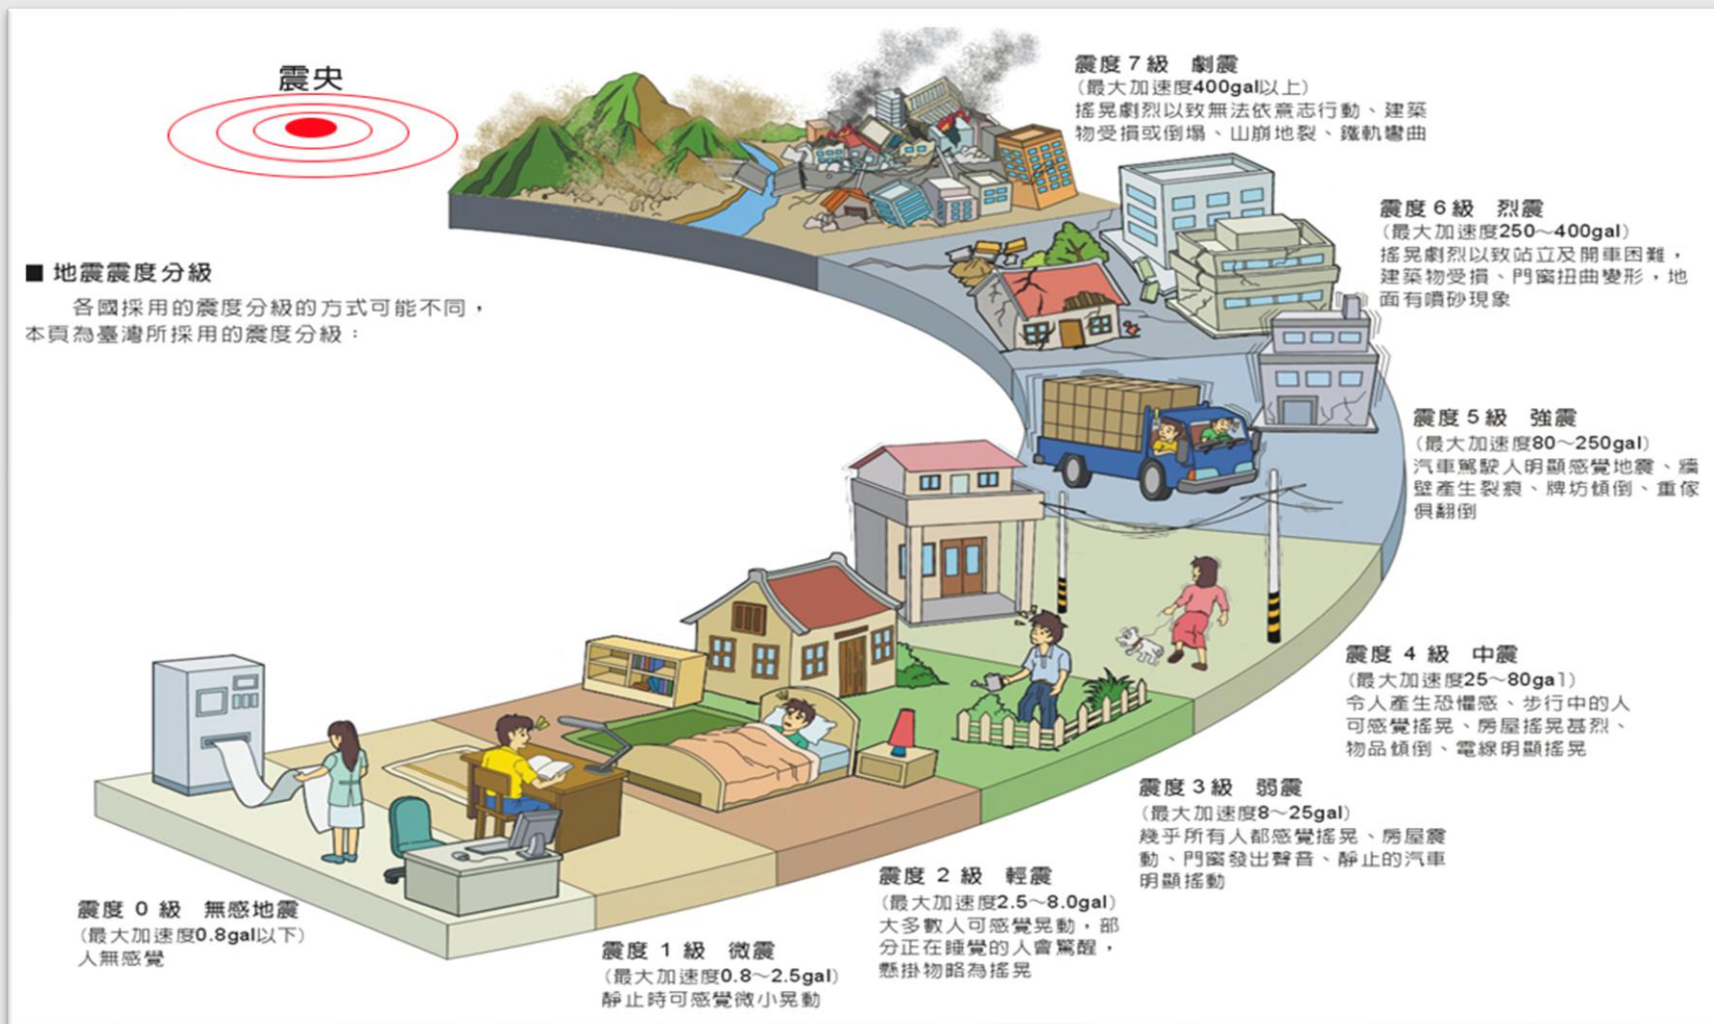 震央
■ 地震震度分級
各國採用的震度分級的方式可能不同，
本頁為臺灣所採用的震度分級：
震度 7 級 劇震
(最大加速度400gal以上)
搖晃劇烈以致無法依意志行動、建築
物受損或倒塌、山崩地裂、鐵軌彎曲
震度 6 級 烈震
(最大加速度250～400gal)
搖晃劇烈以致站立及開車困難，
建築物受損、門窗扭曲變形，地
面有噴砂現象
震度 5 級 強震
(最大加速度80～250gal)
汽車駕駛人明顯感覺地震、牆
壁產生裂痕、牌坊傾倒、重傢
俱翻倒
震度 4 級 中震
(最大加速度25～80gal)
令人產生恐懼感、步行中的人
可感覺搖晃、房屋搖晃甚烈、
物品傾倒、電線明顯搖晃
震度 3 級 弱震
(最大加速度8～25gal)
幾乎所有人都感覺搖晃、房屋震
動、門窗發出聲音、靜止的汽車
明顯搖動
震度 2 級 輕震
(最大加速度2.5～8.0gal)
大多數人可感覺晃動，部
分正在睡覺的人會驚醒，
懸掛物略為搖晃
震度 1 級 微震
(最大加速度0.8～2.5gal)
靜止時可感覺微小晃動
震度 0 級 無感地震
(最大加速度0.8gal以下)
人無感覺